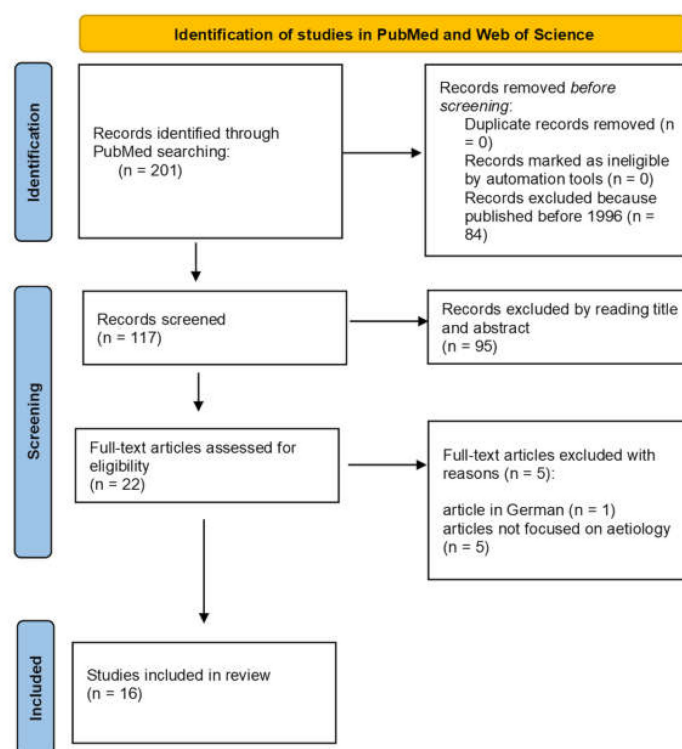 Identification of studies in PubMed and Web of Science
Identification
Records identified through
PubMed searching:
(n = 201)
Records removed before
screening:
Duplicate records removed (n
= 0)
Records marked as ineligible
by automation tools (n = 0)
Records excluded because
published before 1996 (n =
84)
Screening
Records screened
(n = 117)
Records excluded by reading title
and abstract
(n = 95)
Full-text articles assessed for
eligibility
(n = 22)
Full-text articles excluded with
reasons (n = 5):
article in German (n = 1)
articles not focused on aetiology
(n = 5)
Included
Studies included in review
(n = 16)